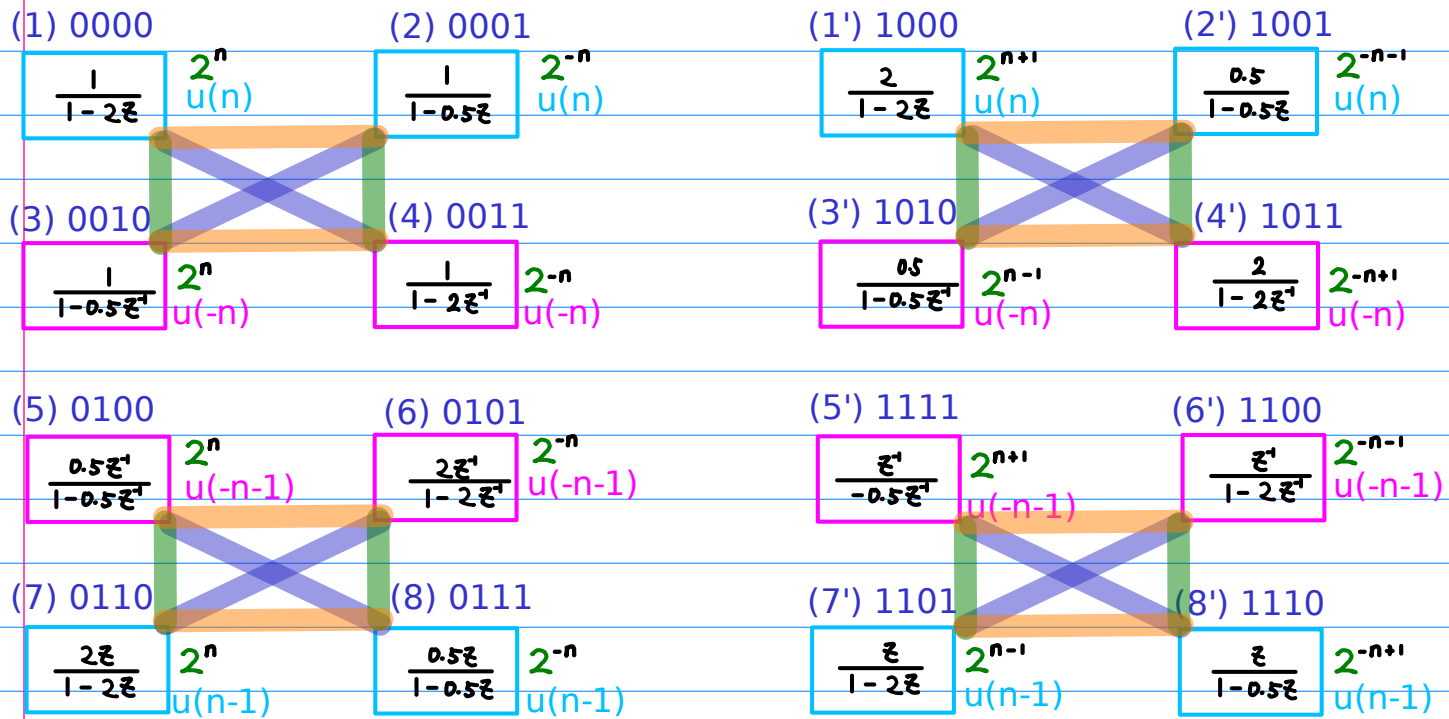 (1) 0000 (2) 0001 (1') 1000 (2') 1001
1/(1-2z) 2^n u(n) 1/(1-0.5z) 2^-n u(n) 2/(1-2z) 2^n+1 u(n) 0.5/(1-0.5z) 2^-n-1 u(n)
(3) 0010 (4) 0011 (3') 1010 (4') 1011
1/(1-0.5z^-1) 2^n u(-n) 1/(1-2z^-1) 2^-n u(-n) 0.5/(1-0.5z^-1) 2^n-1 u(-n) 2/(1-2z^-1) 2^-n+1 u(-n)
(5) 0100 (6) 0101 (5') 1111 (6') 1100
0.5z^-1/(1-0.5z^-1) 2^n u(-n-1) 2z^-1/(1-2z^-1) 2^-n u(-n-1) z^-1/(-0.5z^-1) 2^n+1 u(-n-1) z^-1/(1-2z^-1) 2^-n-1 u(-n-1)
(7) 0110 (8) 0111 (7') 1101 (8') 1110
2z/(1-2z) 2^n u(n-1) 0.5z/(1-0.5z) 2^-n u(n-1) z/(1-2z) 2^n-1 u(n-1) z/(1-0.5z) 2^-n+1 u(n-1)